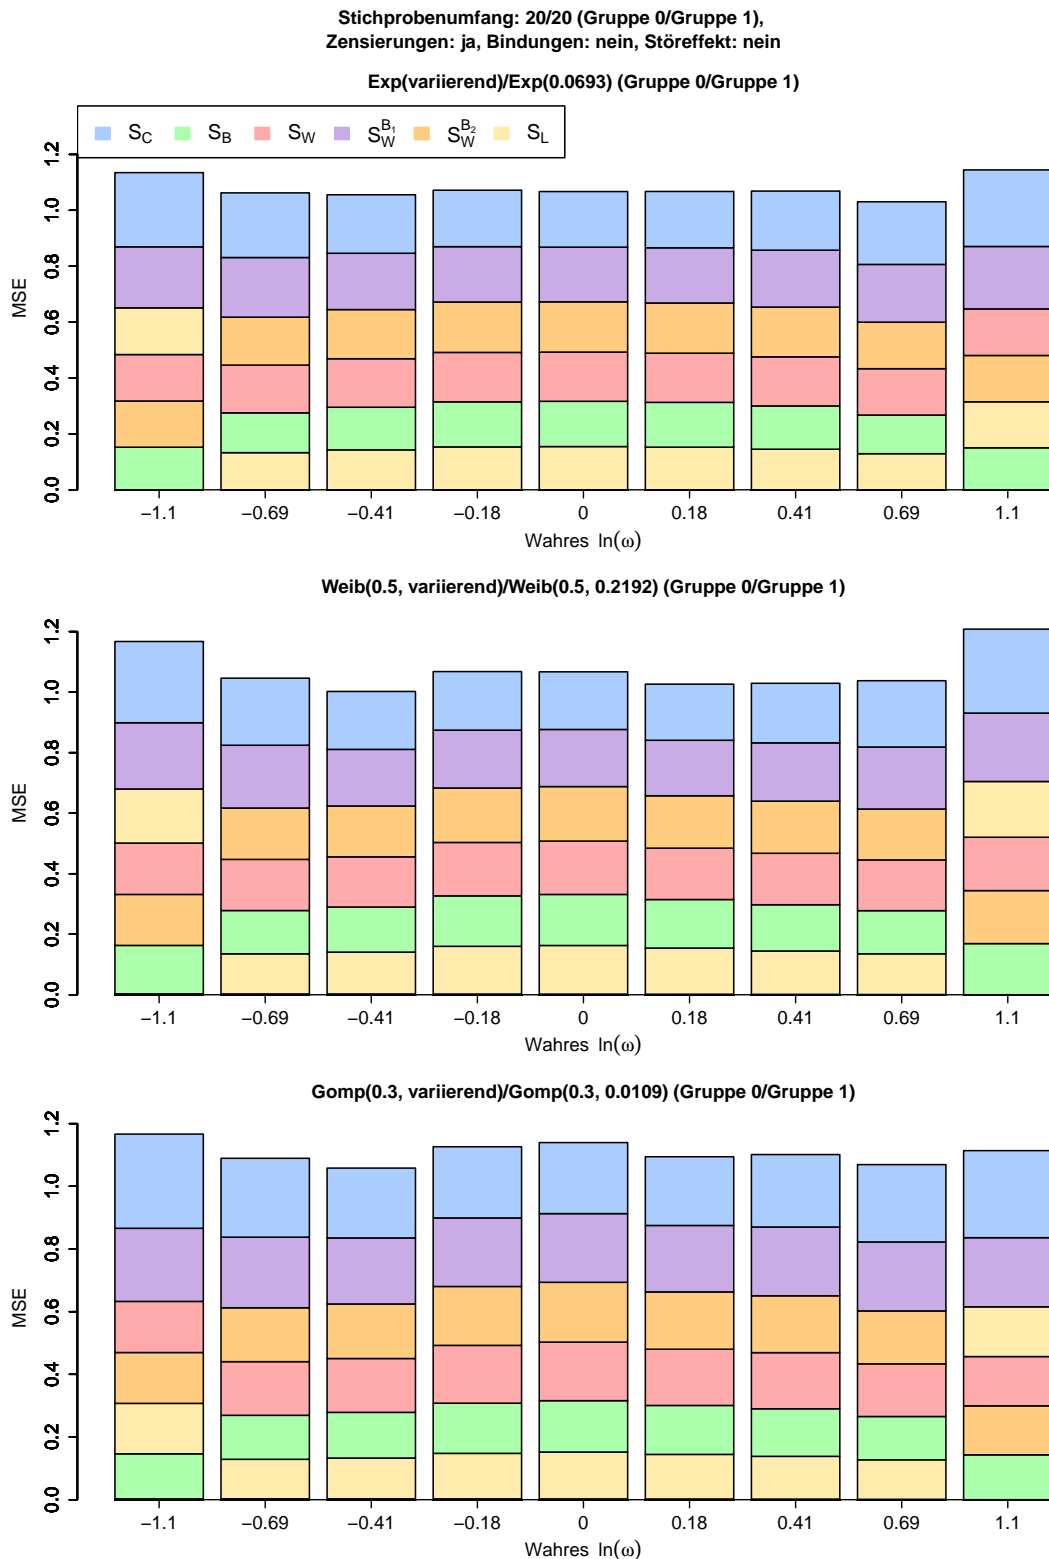 Stichprobenumfang: 20/20 (Gruppe 0/Gruppe 1),
Zensierungen: ja, Bindungen: nein, Störeffekt: nein
Exp(variierend)/Exp(0.0693) (Gruppe 0/Gruppe 1)
S_C S_B S_W S_W^{B_1} S_W^{B_2} S_L
MSE
1.2
1.0
0.8
0.6
0.4
0.2
0.0
−1.1 −0.69 −0.41 −0.18 0 0.18 0.41 0.69 1.1
Wahres ln(ω)
Weib(0.5, variierend)/Weib(0.5, 0.2192) (Gruppe 0/Gruppe 1)
MSE
1.2
1.0
0.8
0.6
0.4
0.2
0.0
−1.1 −0.69 −0.41 −0.18 0 0.18 0.41 0.69 1.1
Wahres ln(ω)
Gomp(0.3, variierend)/Gomp(0.3, 0.0109) (Gruppe 0/Gruppe 1)
MSE
1.2
1.0
0.8
0.6
0.4
0.2
0.0
−1.1 −0.69 −0.41 −0.18 0 0.18 0.41 0.69 1.1
Wahres ln(ω)